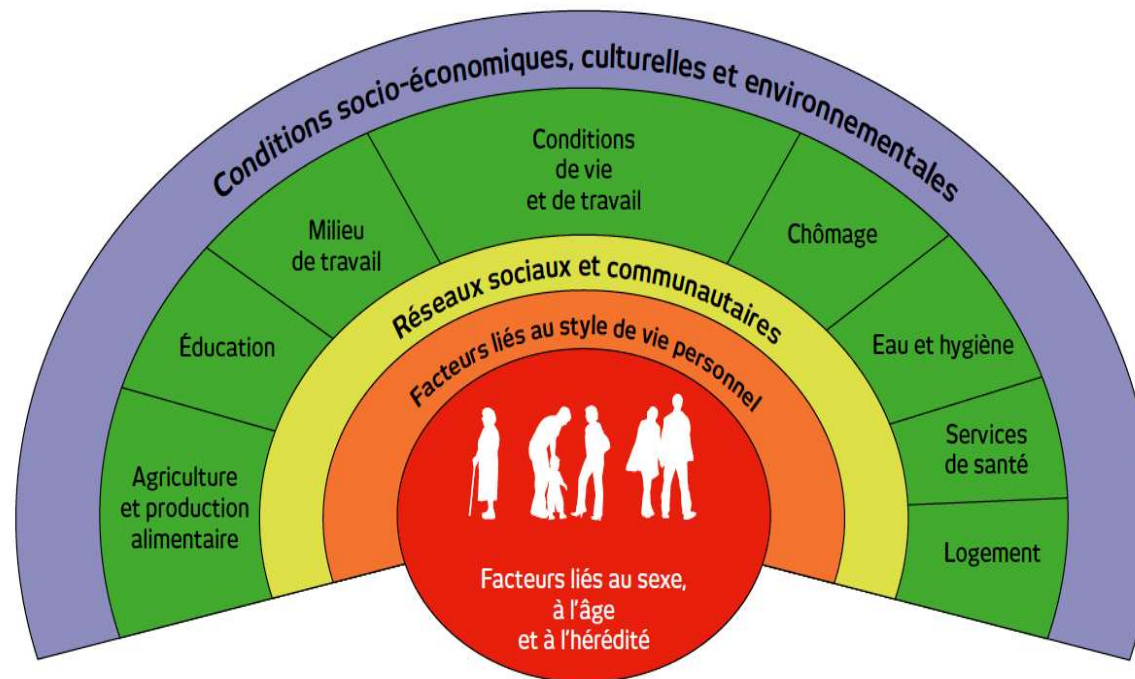 Conditions socio-économiques, culturelles et environnementales
Conditions
de vie
et de travail
Milieu
de travail
Chômage
Éducation
Eau et hygiène
Agriculture
et production
alimentaire
Services
de santé
Logement
Réseaux sociaux et communautaires
Facteurs liés au style de vie personnel
Facteurs liés au sexe,
à l'âge
et à l'hérédité